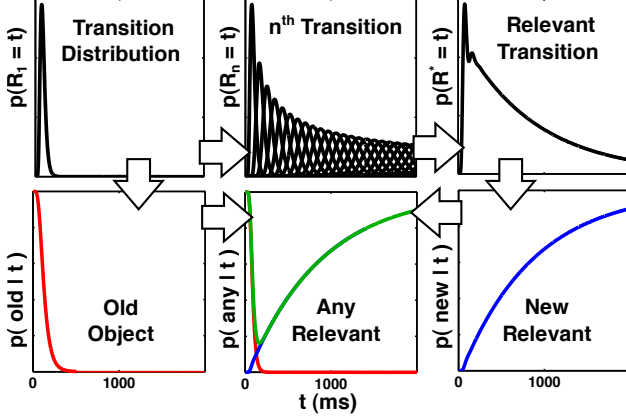 p(R1 = t)
Transition
Distribution
p(Rn = t)
nth Transition
p(R* = t)
Relevant
Transition
p( old | t)
Old
Object
0
1000
p( any | t)
Any
Relevant
0
1000
t (ms)
p( new | t)
New
Relevant
0
1000